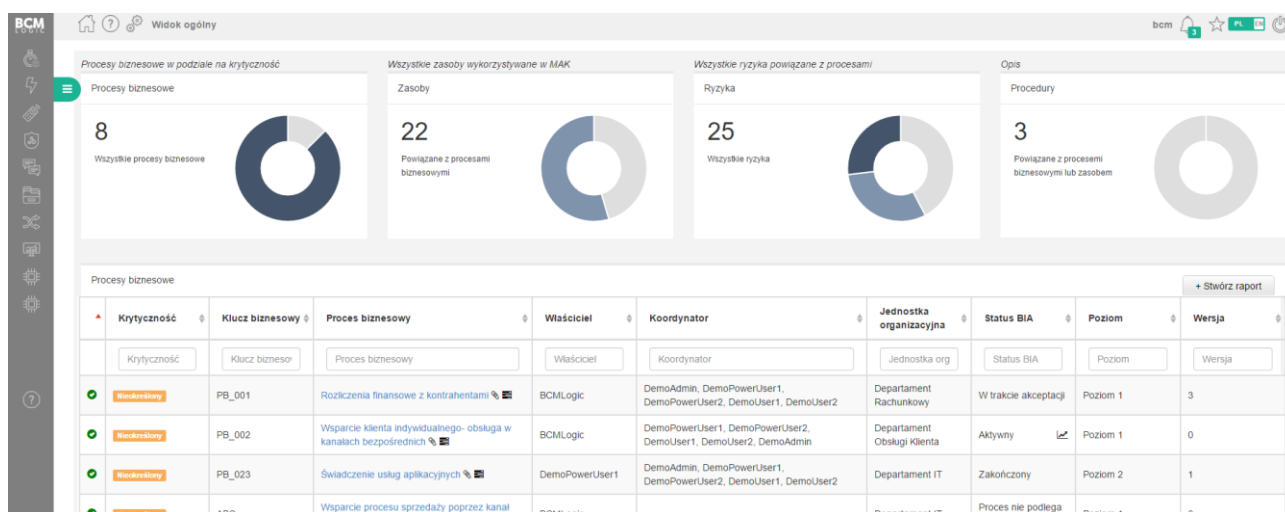 BCM
LOGIC
Widok ogólny
bcm
3
PL EN
Procesy biznesowe w podziale na krytyczność
Wszystkie zasoby wykorzystywane w MAK
Wszystkie ryzyka powiązane z procesami
Opis
Procesy biznesowe
Zasoby
Ryzyka
Procedury
8
22
25
3
Wszystkie procesy biznesowe
Powiązane z procesami
biznesowymi
Wszystkie ryzyka
Powiązane z procesemi
biznesowymi lub zasobem
Procesy biznesowe
+ Stwórz raport
Krytyczność
Klucz biznesowy
Proces biznesowy
Właściciel
Koordynator
Jednostka
organizacyjna
Status BIA
Poziom
Wersja
Krytyczność
Klucz bizneso
Proces biznesowy
Właściciel
Koordynator
Jednostka org
Status BIA
Poziom
Wersja
Nieokreślony
PB_001
Rozliczenia finansowe z kontrahentami
BCMLogic
DemoAdmin, DemoPowerUser1,
DemoPowerUser2, DemoUser1, DemoUser2
Departament
Rachunkowy
W trakcie akceptacji
Poziom 1
3
Nieokreślony
PB_002
Wsparcie klienta indywidualnego- obsługa w
kanałach bezpośrednich
BCMLogic
DemoPowerUser1, DemoPowerUser2,
DemoUser1, DemoUser2, DemoAdmin
Departament
Obsługi Klienta
Aktywny
Poziom 1
0
Nieokreślony
PB_023
Świadczenie usług aplikacyjnych
DemoPowerUser1
DemoAdmin, DemoPowerUser1,
DemoPowerUser2, DemoUser1, DemoUser2
Departament IT
Zakończony
Poziom 2
1
Wsparcie procesu sprzedaży poprzez kanał
Proces nie podlega